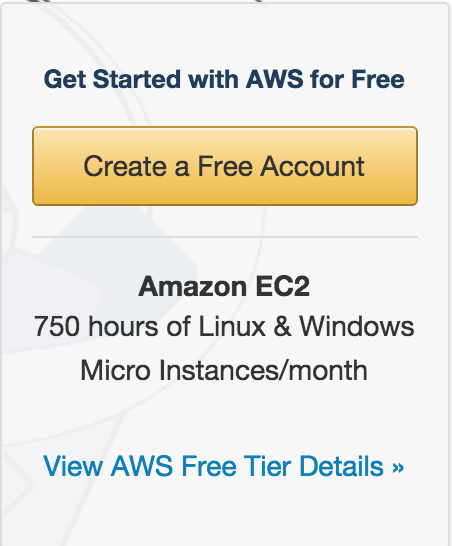 Get Started with AWS for Free
Create a Free Account
Amazon EC2
750 hours of Linux & Windows
Micro Instances/month
View AWS Free Tier Details »